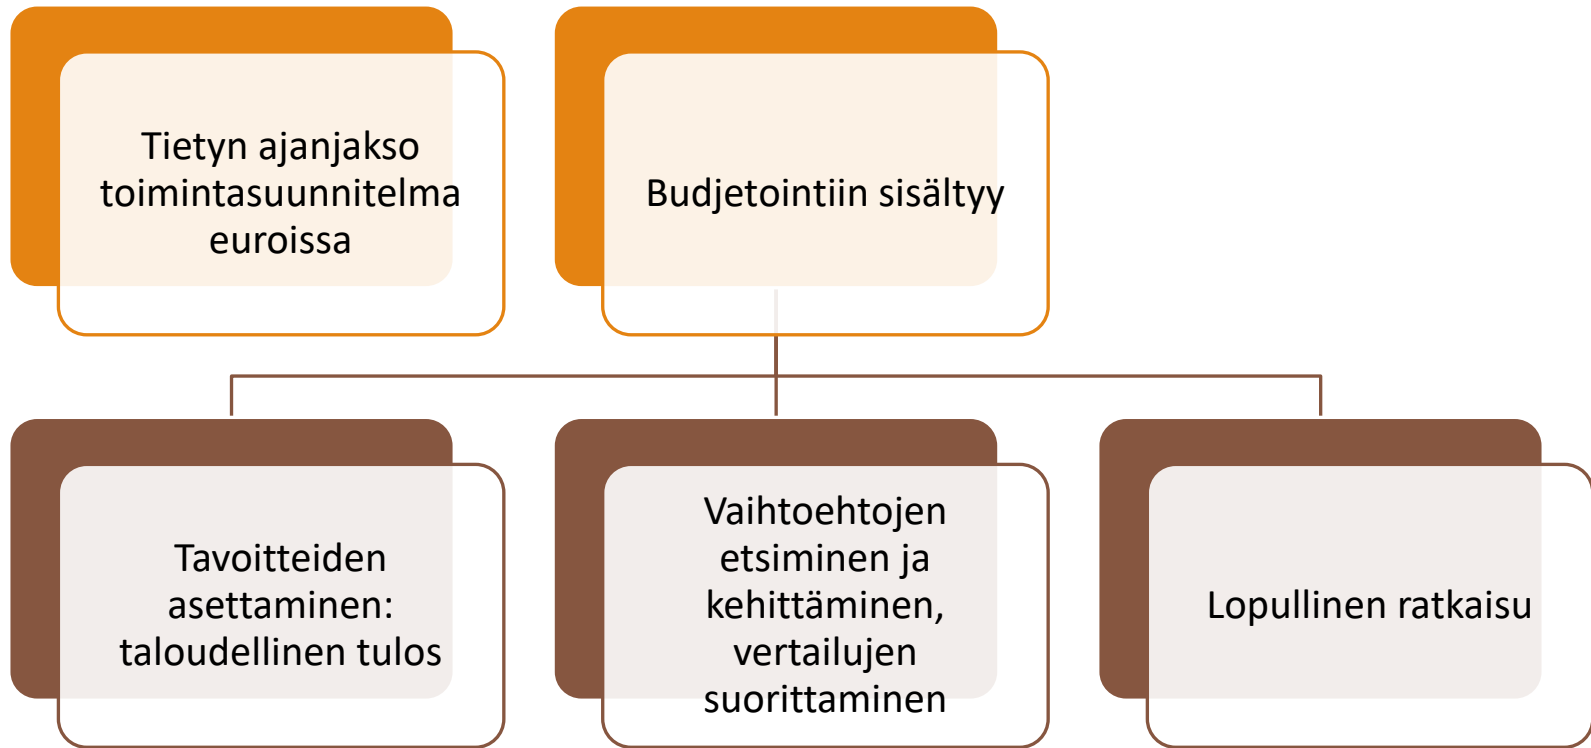 Tietyn ajanjakso
toimintasuunnitelma
euroissa
Budjetointiin sisältyy
Tavoitteiden
asettaminen:
taloudellinen tulos
Vaihtoehtojen
etsiminen ja
kehittäminen,
vertailujen
suorittaminen
Lopullinen ratkaisu